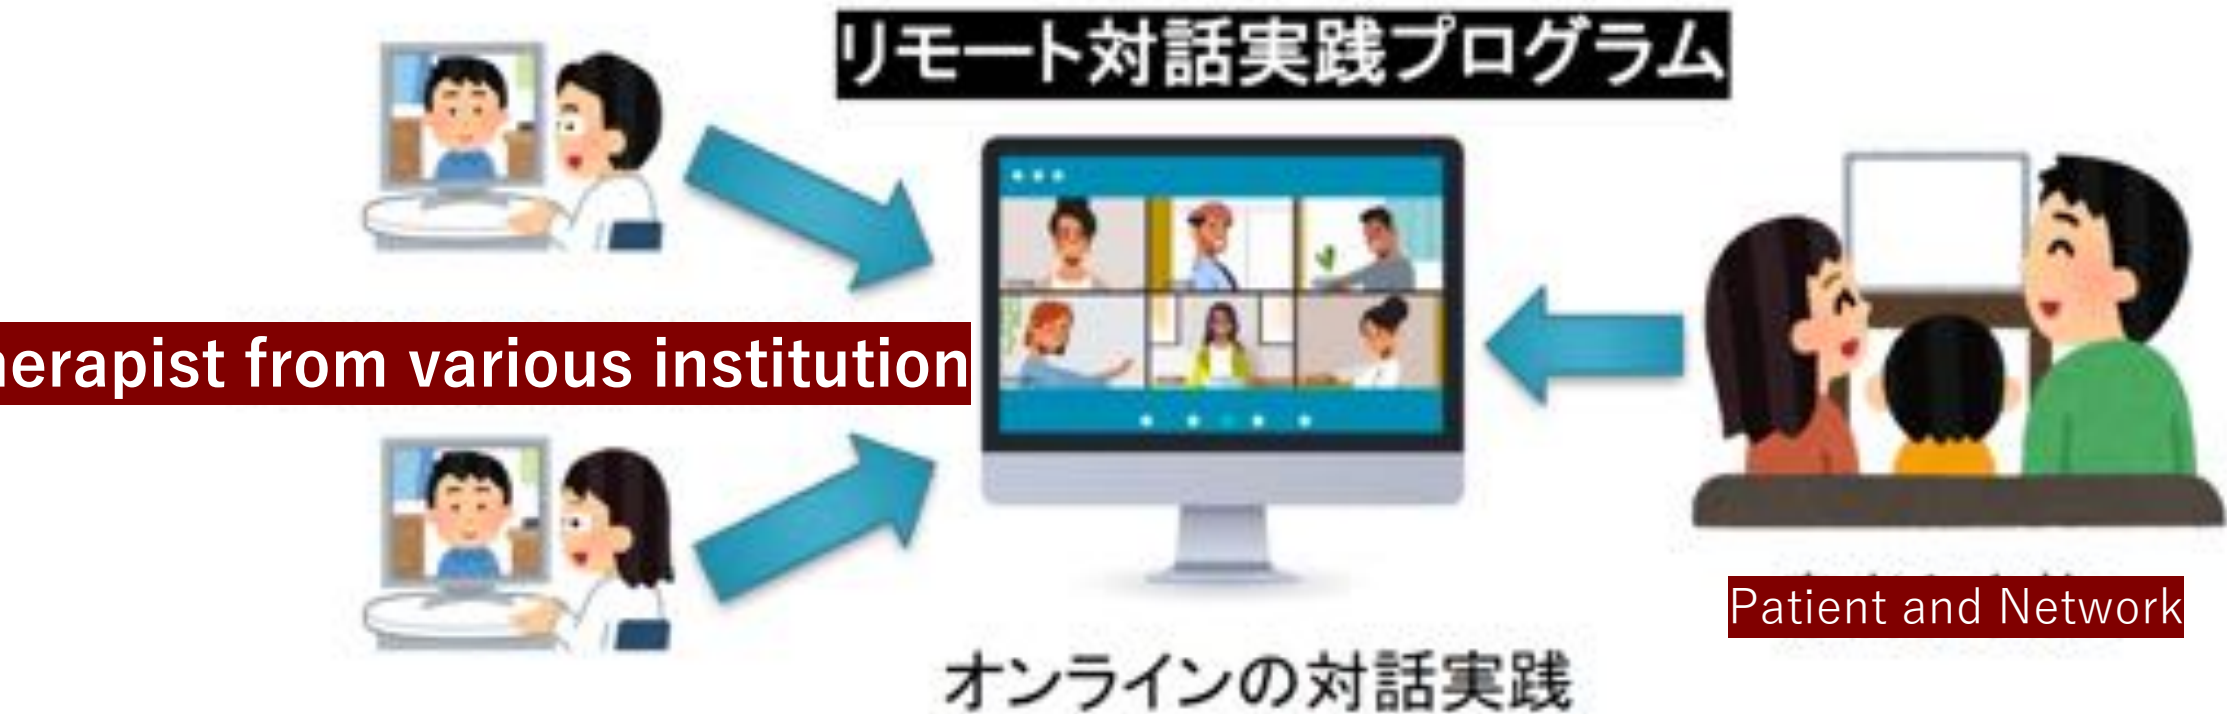 リモート対話実践プログラム
herapist from various institution
Patient and Network
オンラインの対話実践